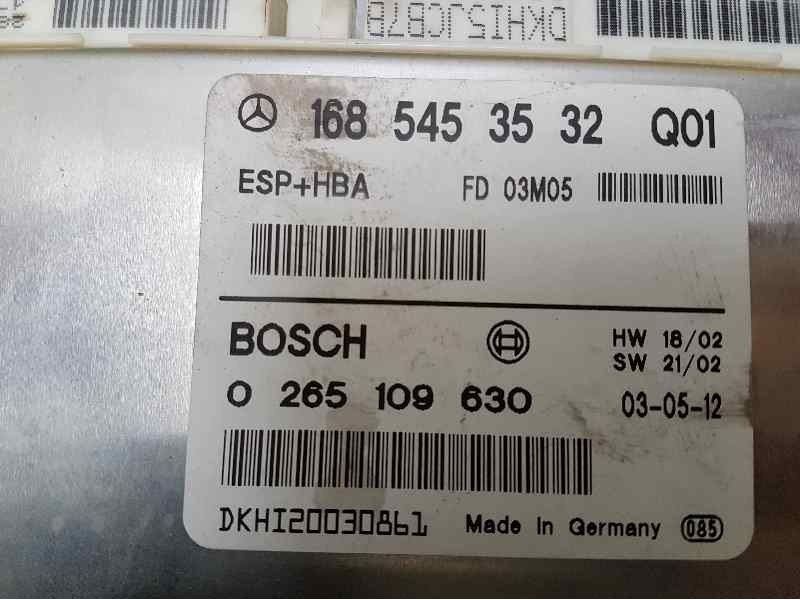 DKHI5JCB7B
168 545 35 32 Q01
ESP+HBA FD 03M05
BOSCH
HW 18/02
SW 21/02
0 265 109 630 03-05-12
DKHI20030861 Made in Germany 085